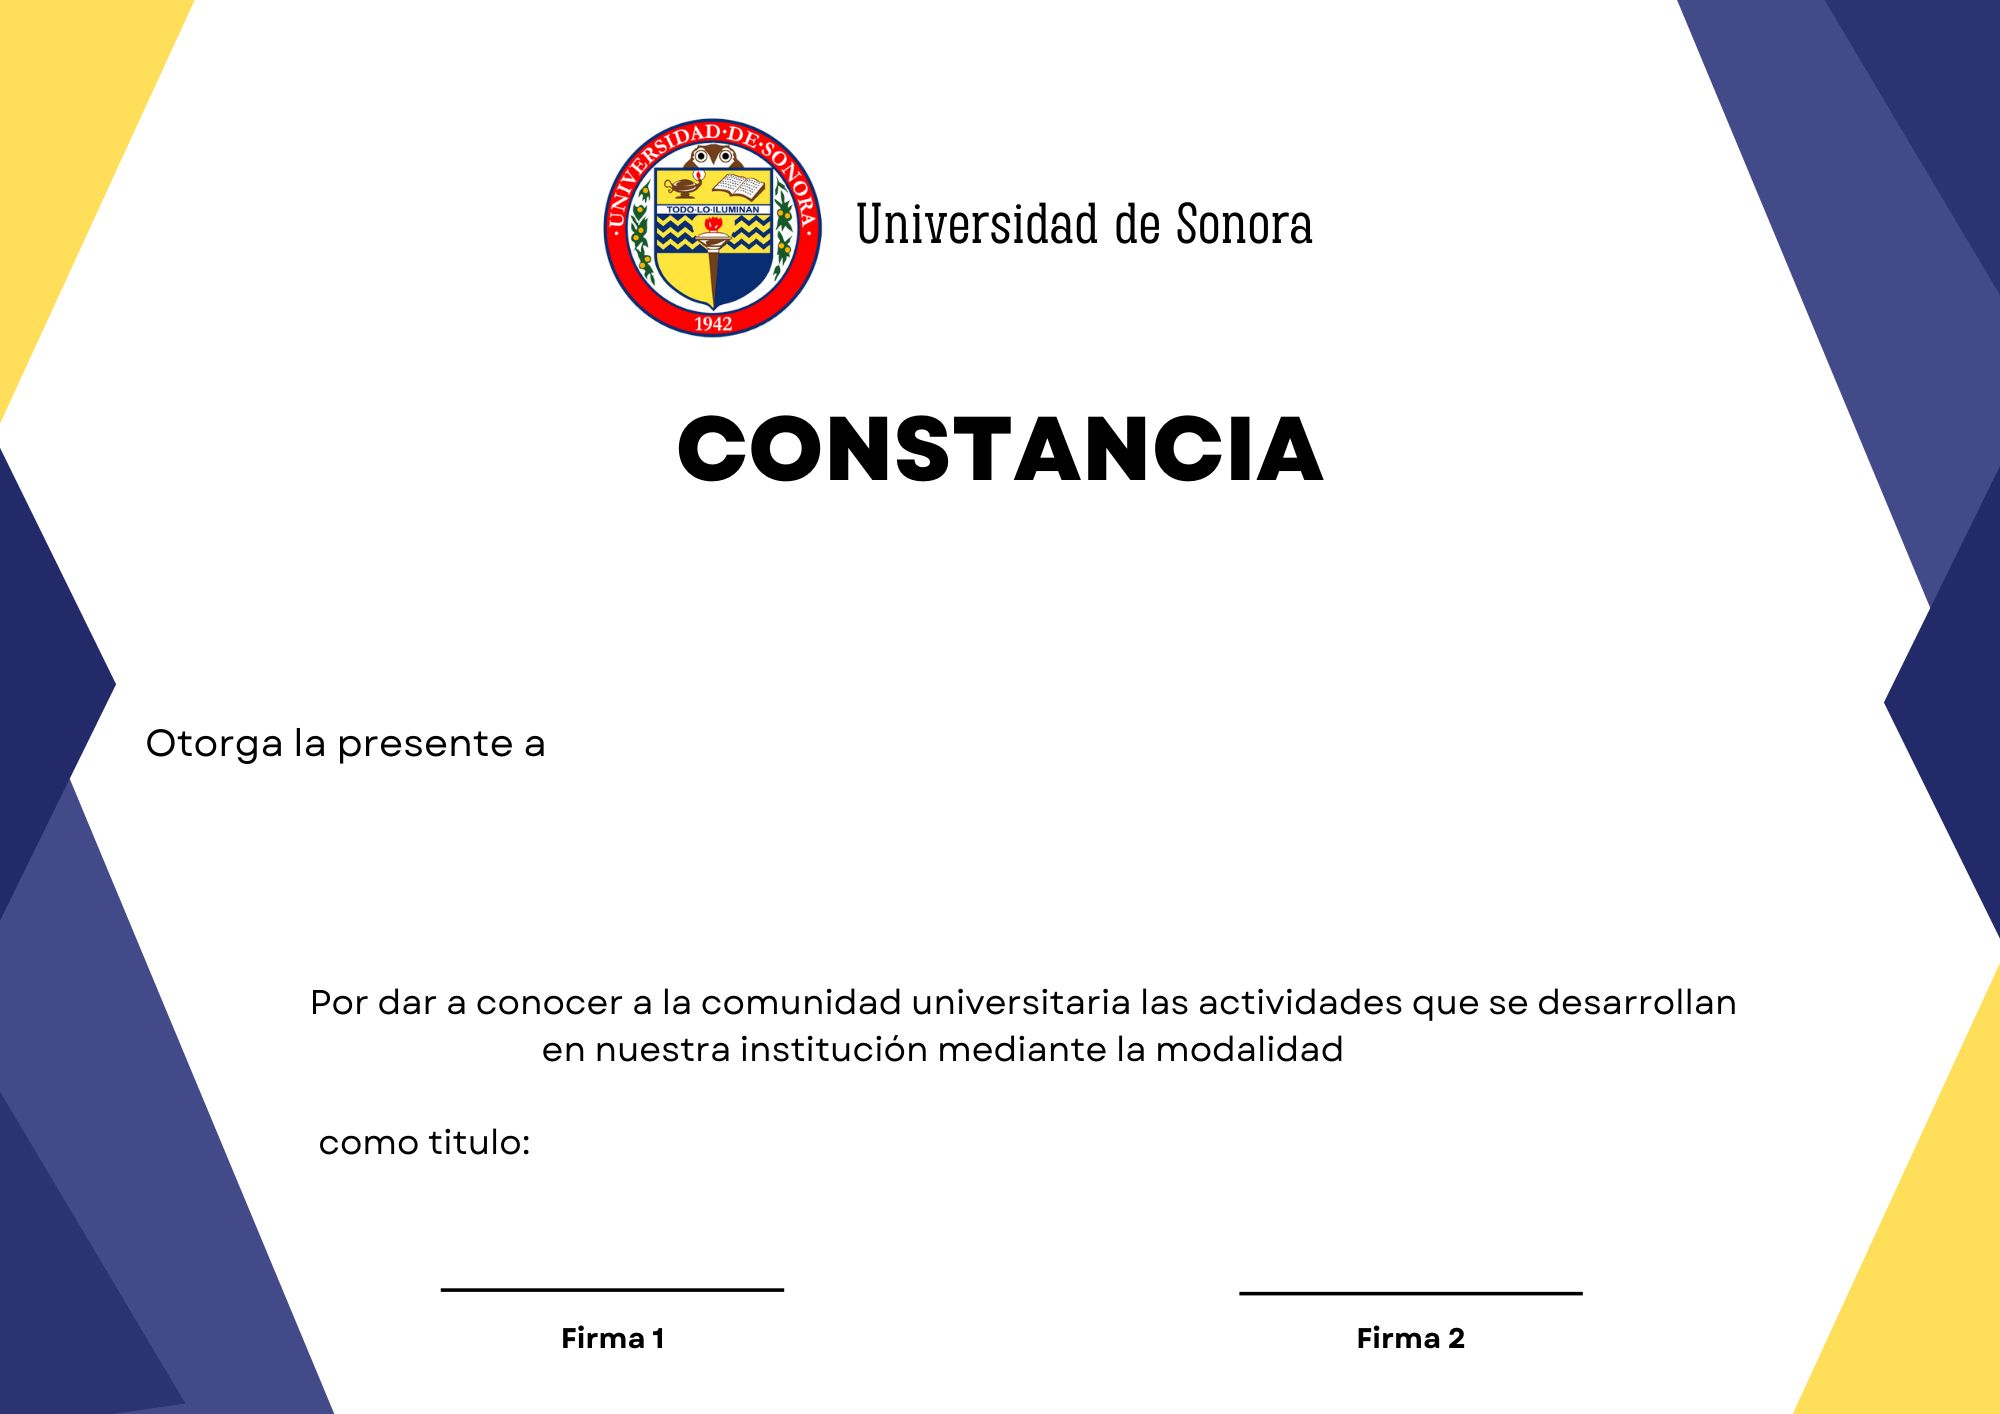 ·UNIVERSIDAD·DE·SONORA·
TODO·LO·ILUMINAN
1942
Universidad de Sonora
CONSTANCIA
Otorga la presente a
Por dar a conocer a la comunidad universitaria las actividades que se desarrollan
en nuestra institución mediante la modalidad
como titulo:
Firma 1
Firma 2